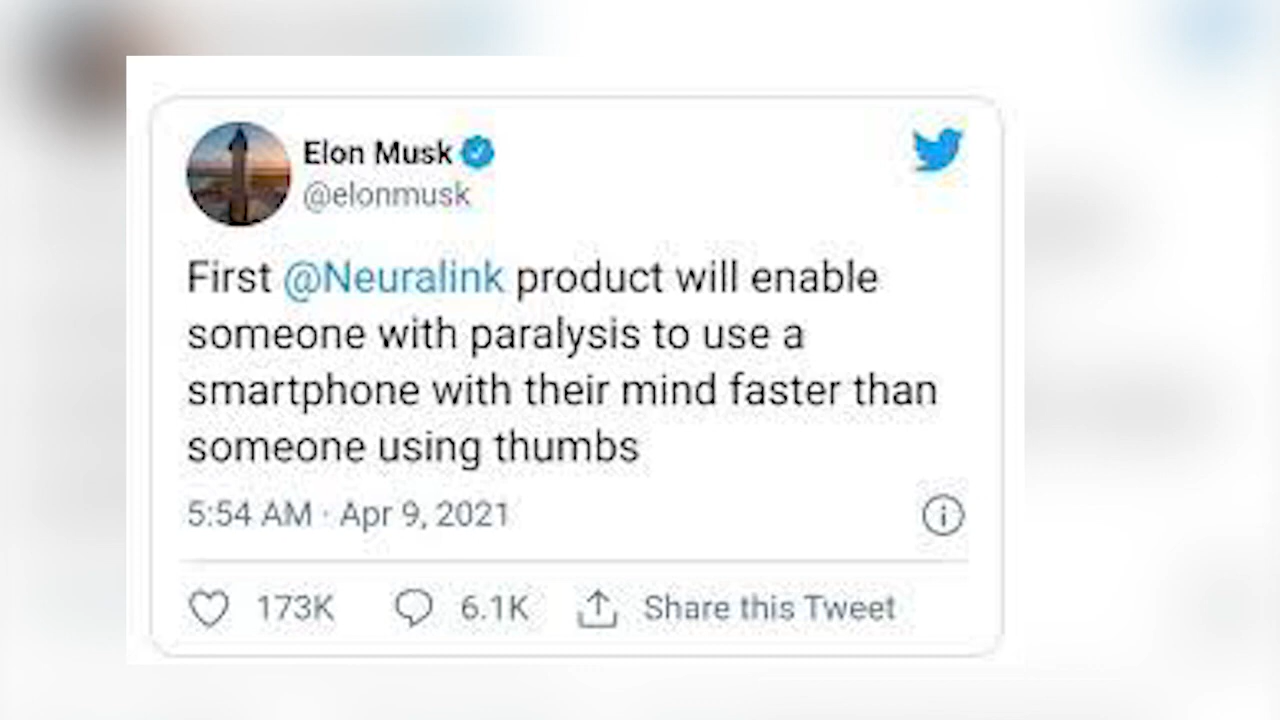 Elon Musk
@elonmusk
First @Neuralink product will enable
someone with paralysis to use a
smartphone with their mind faster than
someone using thumbs
5:54 AM · Apr 9, 2021
173K 6.1K Share this Tweet